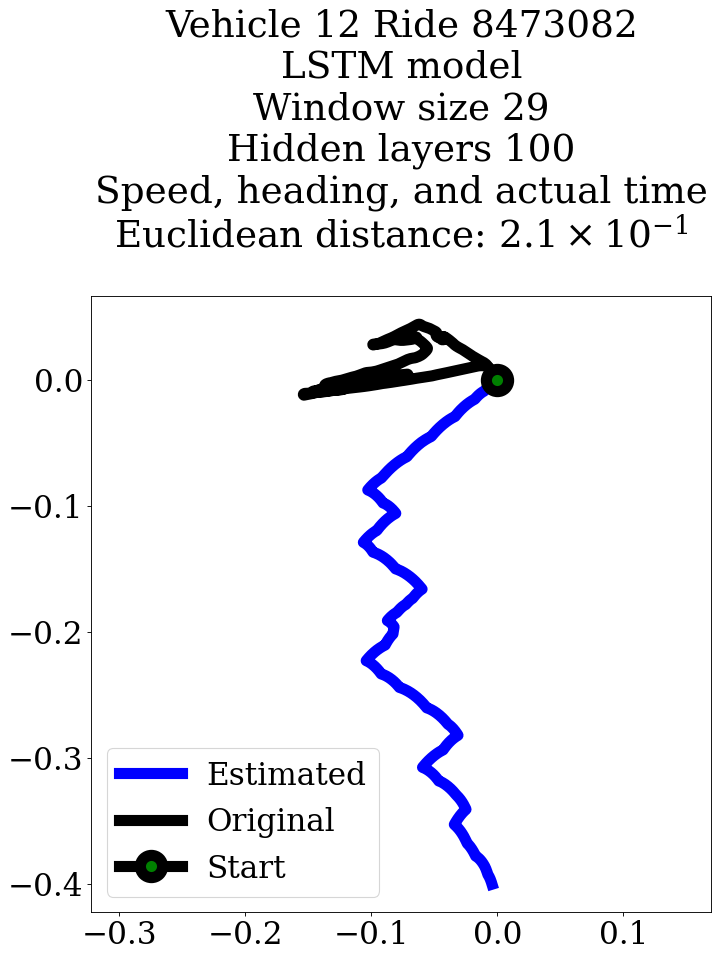 Vehicle 12 Ride 8473082
LSTM model
Window size 29
Hidden layers 100
Speed, heading, and actual time
Euclidean distance: 2.1 × 10⁻¹
0.0
−0.1
−0.2
−0.3
−0.4
Estimated
Original
Start
−0.3 −0.2 −0.1 0.0 0.1